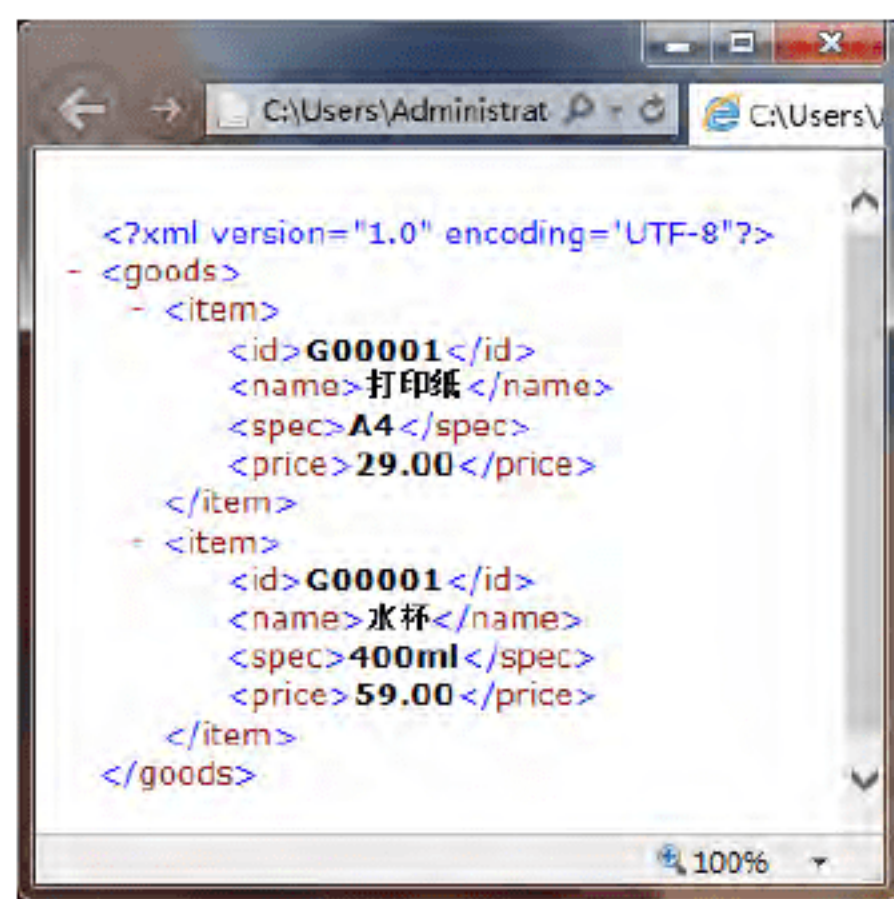 C:\Users\Administrat
C:\Users\
<?xml version="1.0" encoding="UTF-8"?>
- <goods>
- <item>
<id>G00001</id>
<name>打印纸</name>
<spec>A4</spec>
<price>29.00</price>
</item>
- <item>
<id>G00001</id>
<name>水杯</name>
<spec>400ml</spec>
<price>59.00</price>
</item>
</goods>
100%